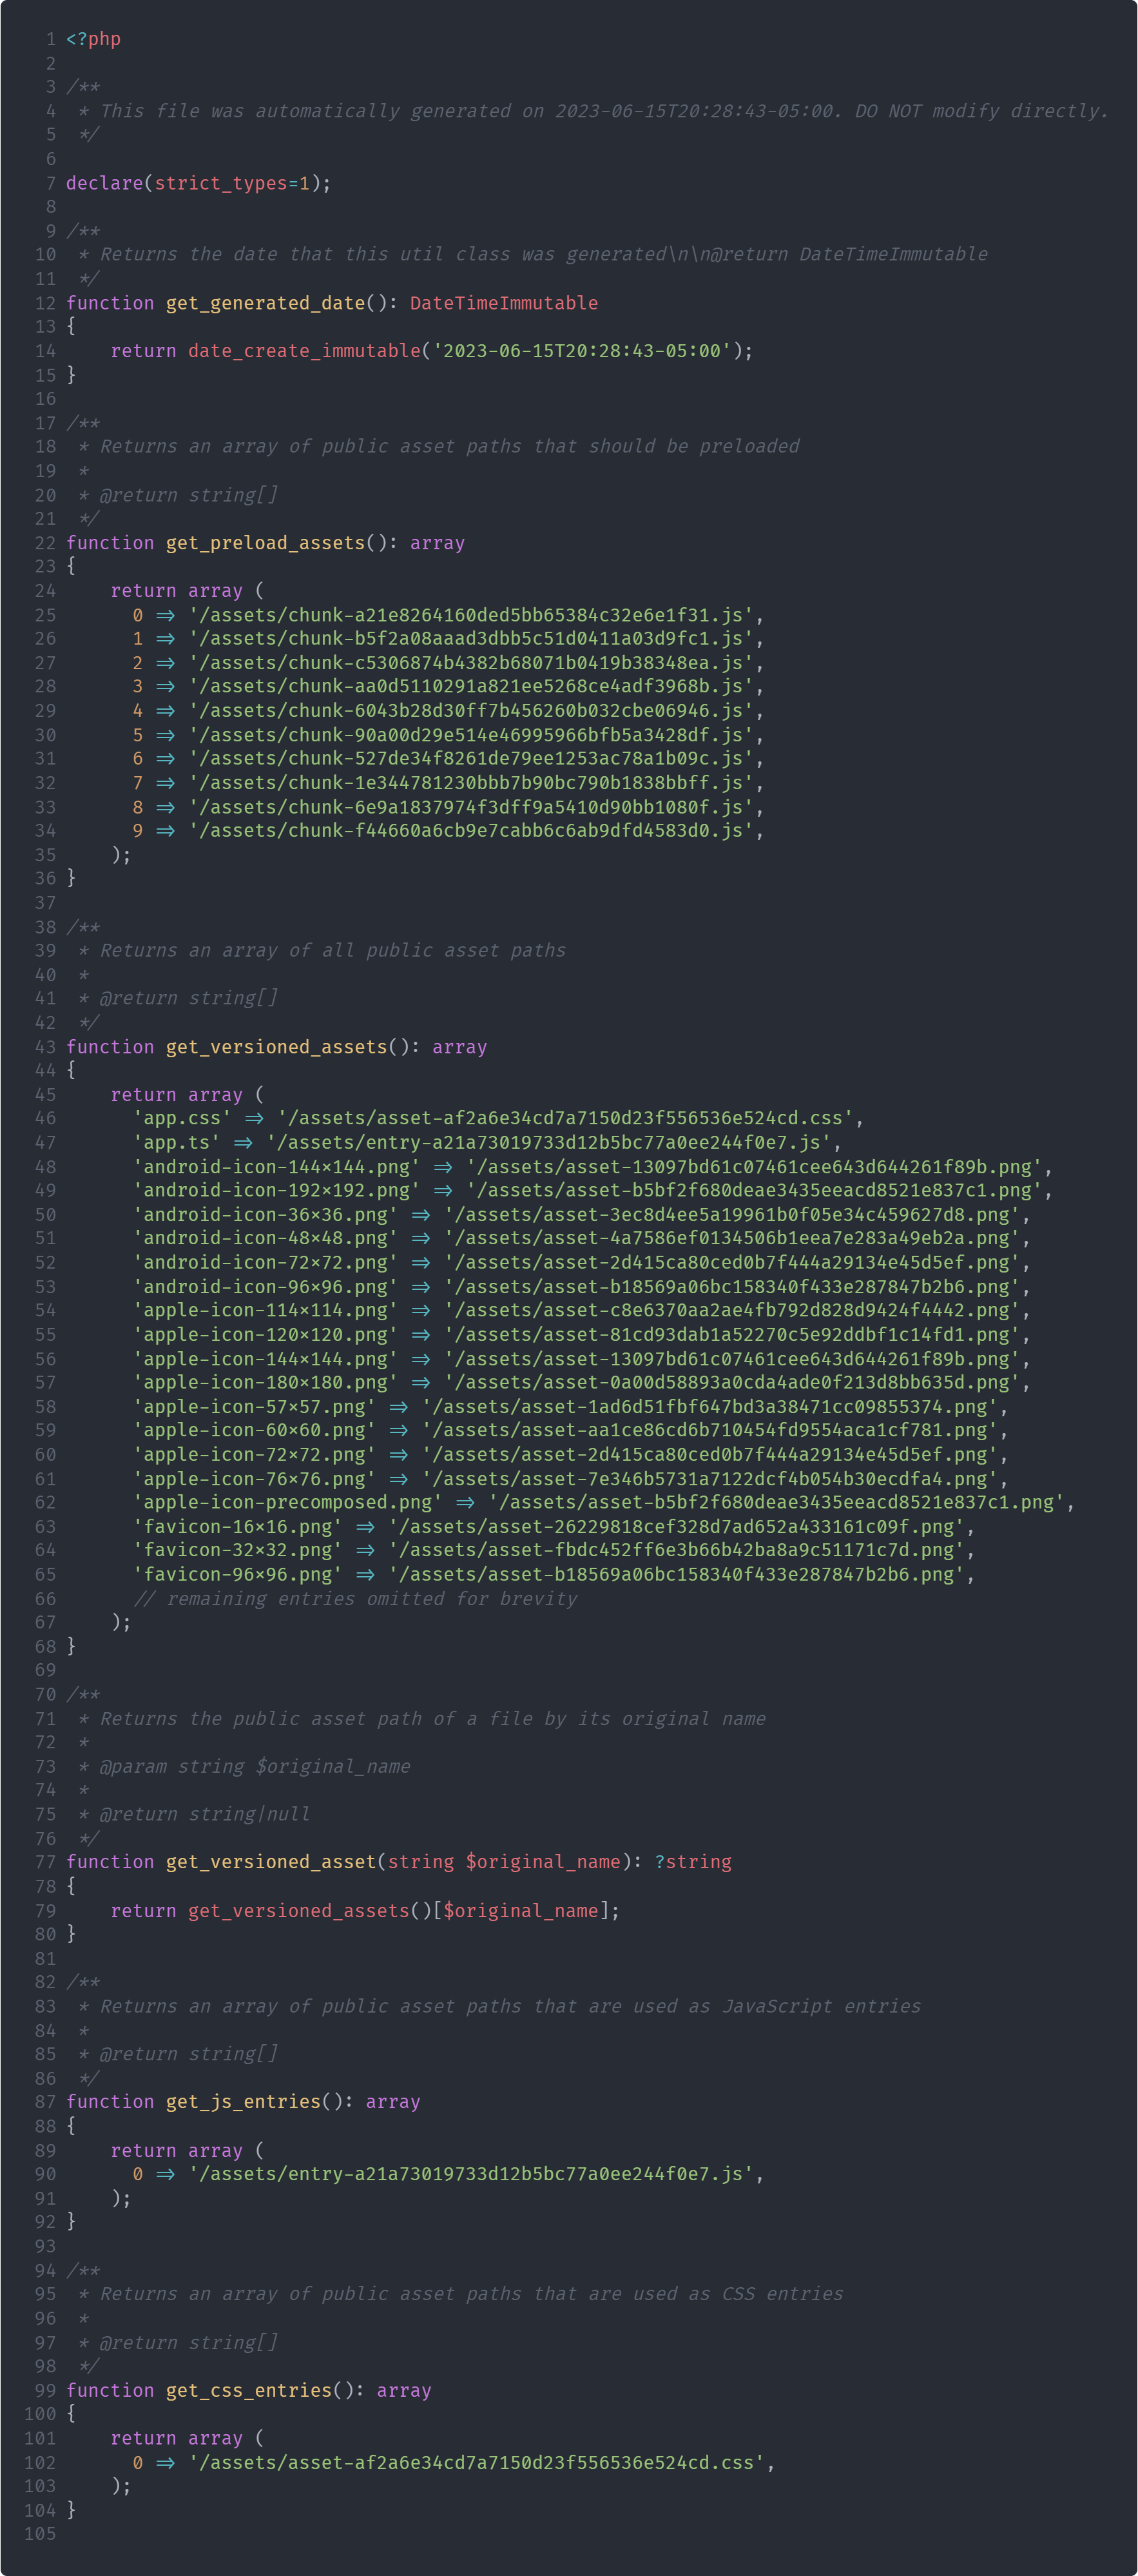 1 <?php
2
3 /**
4  * This file was automatically generated on 2023-06-15T20:28:43-05:00. DO NOT modify directly.
5  */
6
7 declare(strict_types=1);
8
9 /**
10  * Returns the date that this util class was generated\n\n@return DateTimeImmutable
11  */
12 function get_generated_date(): DateTimeImmutable
13 {
14     return date_create_immutable('2023-06-15T20:28:43-05:00');
15 }
16
17 /**
18  * Returns an array of public asset paths that should be preloaded
19  *
20  * @return string[]
21  */
22 function get_preload_assets(): array
23 {
24     return array (
25       0 => '/assets/chunk-a21e8264160ded5bb65384c32e6e1f31.js',
26       1 => '/assets/chunk-b5f2a08aaad3dbb5c51d0411a03d9fc1.js',
27       2 => '/assets/chunk-c5306874b4382b68071b0419b38348ea.js',
28       3 => '/assets/chunk-aa0d5110291a821ee5268ce4adf3968b.js',
29       4 => '/assets/chunk-6043b28d30ff7b456260b032cbe06946.js',
30       5 => '/assets/chunk-90a00d29e514e46995966bfb5a3428df.js',
31       6 => '/assets/chunk-527de34f8261de79ee1253ac78a1b09c.js',
32       7 => '/assets/chunk-1e344781230bbb7b90bc790b1838bbff.js',
33       8 => '/assets/chunk-6e9a1837974f3dff9a5410d90bb1080f.js',
34       9 => '/assets/chunk-f44660a6cb9e7cabb6c6ab9dfd4583d0.js',
35     );
36 }
37
38 /**
39  * Returns an array of all public asset paths
40  *
41  * @return string[]
42  */
43 function get_versioned_assets(): array
44 {
45     return array (
46       'app.css' => '/assets/asset-af2a6e34cd7a7150d23f556536e524cd.css',
47       'app.ts' => '/assets/entry-a21a73019733d12b5bc77a0ee244f0e7.js',
48       'android-icon-144×144.png' => '/assets/asset-13097bd61c07461cee643d644261f89b.png',
49       'android-icon-192×192.png' => '/assets/asset-b5bf2f680deae3435eeacd8521e837c1.png',
50       'android-icon-36×36.png' => '/assets/asset-3ec8d4ee5a19961b0f05e34c459627d8.png',
51       'android-icon-48×48.png' => '/assets/asset-4a7586ef0134506b1eea7e283a49eb2a.png',
52       'android-icon-72×72.png' => '/assets/asset-2d415ca80ced0b7f444a29134e45d5ef.png',
53       'android-icon-96×96.png' => '/assets/asset-b18569a06bc158340f433e287847b2b6.png',
54       'apple-icon-114×114.png' => '/assets/asset-c8e6370aa2ae4fb792d828d9424f4442.png',
55       'apple-icon-120×120.png' => '/assets/asset-81cd93dab1a52270c5e92ddbf1c14fd1.png',
56       'apple-icon-144×144.png' => '/assets/asset-13097bd61c07461cee643d644261f89b.png',
57       'apple-icon-180×180.png' => '/assets/asset-0a00d58893a0cda4ade0f213d8bb635d.png',
58       'apple-icon-57×57.png' => '/assets/asset-1ad6d51fbf647bd3a38471cc09855374.png',
59       'apple-icon-60×60.png' => '/assets/asset-aa1ce86cd6b710454fd9554aca1cf781.png',
60       'apple-icon-72×72.png' => '/assets/asset-2d415ca80ced0b7f444a29134e45d5ef.png',
61       'apple-icon-76×76.png' => '/assets/asset-7e346b5731a7122dcf4b054b30ecdfa4.png',
62       'apple-icon-precomposed.png' => '/assets/asset-b5bf2f680deae3435eeacd8521e837c1.png',
63       'favicon-16×16.png' => '/assets/asset-26229818cef328d7ad652a433161c09f.png',
64       'favicon-32×32.png' => '/assets/asset-fbdc452ff6e3b66b42ba8a9c51171c7d.png',
65       'favicon-96×96.png' => '/assets/asset-b18569a06bc158340f433e287847b2b6.png',
66       // remaining entries omitted for brevity
67     );
68 }
69
70 /**
71  * Returns the public asset path of a file by its original name
72  *
73  * @param string $original_name
74  *
75  * @return string|null
76  */
77 function get_versioned_asset(string $original_name): ?string
78 {
79     return get_versioned_assets()[$original_name];
80 }
81
82 /**
83  * Returns an array of public asset paths that are used as JavaScript entries
84  *
85  * @return string[]
86  */
87 function get_js_entries(): array
88 {
89     return array (
90       0 => '/assets/entry-a21a73019733d12b5bc77a0ee244f0e7.js',
91     );
92 }
93
94 /**
95  * Returns an array of public asset paths that are used as CSS entries
96  *
97  * @return string[]
98  */
99 function get_css_entries(): array
100 {
101     return array (
102       0 => '/assets/asset-af2a6e34cd7a7150d23f556536e524cd.css',
103     );
104 }
105